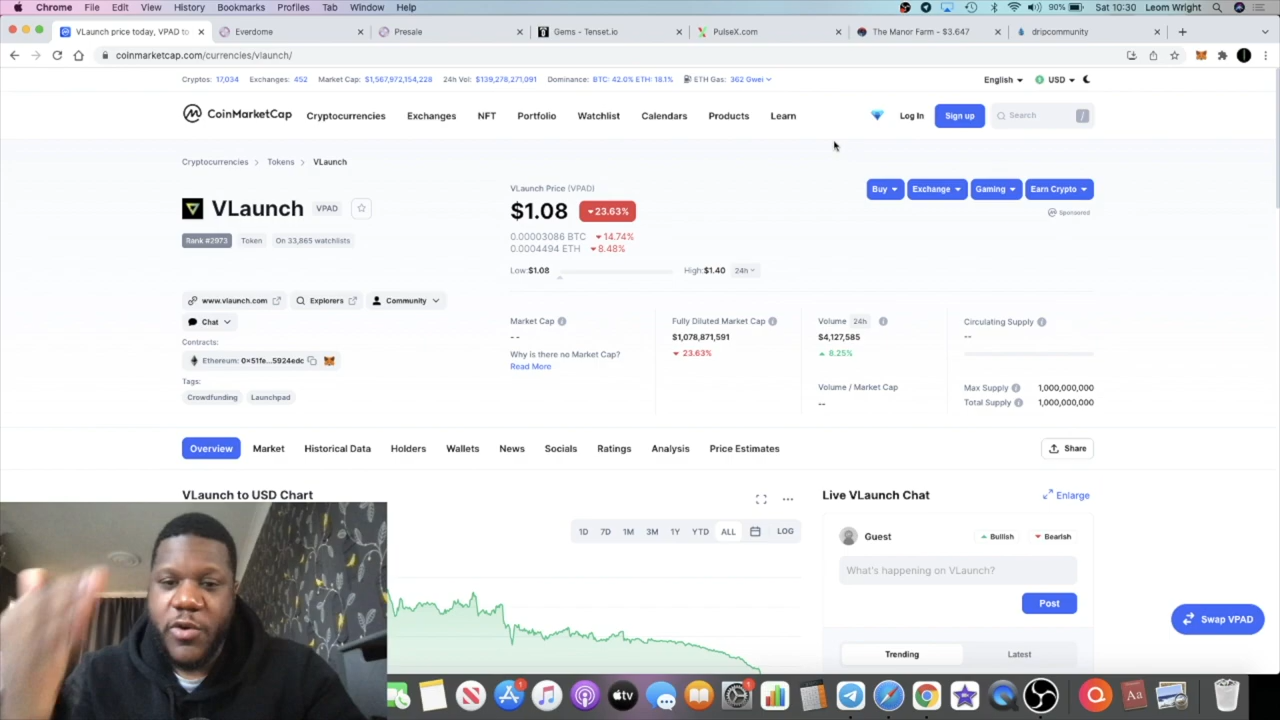 Chrome File Edit View History Bookmarks Profiles Tab Window Help 90% Sat 10:30 Leom Wright
VLaunch price today, VPAD to Everdome Presale Gems - Tenset.io PulseX.com The Manor Farm - $3.647 dripcommunity
coinmarketcap.com/currencies/vlaunch/
Cryptos: 17,034 Exchanges: 452 Market Cap: $1,567,972,154,228 24h Vol: $139,278,271,091 Dominance: BTC: 42.0% ETH: 18.1% ETH Gas: 362 Gwei English USD
CoinMarketCap Cryptocurrencies Exchanges NFT Portfolio Watchlist Calendars Products Learn Log In Sign up Search /
Cryptocurrencies > Tokens > VLaunch
VLaunch Price (VPAD)
VLaunch VPAD $1.08 23.63% Buy Exchange Gaming Earn Crypto
Sponsored
0.00003086 BTC 14.74%
Rank #2973 Token On 33,865 watchlists 0.0004494 ETH 8.48%
Low: $1.08 High: $1.40 24h
www.vlaunch.com Explorers Community
Chat Market Cap Fully Diluted Market Cap Volume 24h Circulating Supply
-- $1,078,871,591 $4,127,585 --
Contracts:
Why is there no Market Cap? 23.63% 8.25%
Ethereum: 0x51fe...5924edc Read More
Tags: Volume / Market Cap Max Supply 1,000,000,000
Crowdfunding Launchpad -- Total Supply 1,000,000,000
Overview Market Historical Data Holders Wallets News Socials Ratings Analysis Price Estimates Share
VLaunch to USD Chart Live VLaunch Chat Enlarge
1D 7D 1M 3M 1Y YTD ALL LOG Guest Bullish Bearish
What's happening on VLaunch?
Post
Swap VPAD
Trending Latest
tv